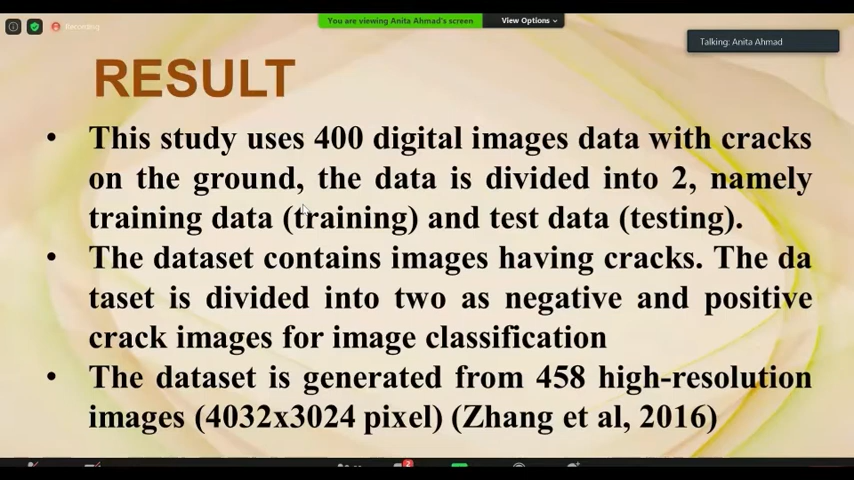 You are viewing Anita Ahmad's screen
View Options
Recording
Talking: Anita Ahmad
RESULT
• This study uses 400 digital images data with cracks
on the ground, the data is divided into 2, namely
training data (training) and test data (testing).
• The dataset contains images having cracks. The da
taset is divided into two as negative and positive
crack images for image classification
• The dataset is generated from 458 high-resolution
images (4032x3024 pixel) (Zhang et al, 2016)
2